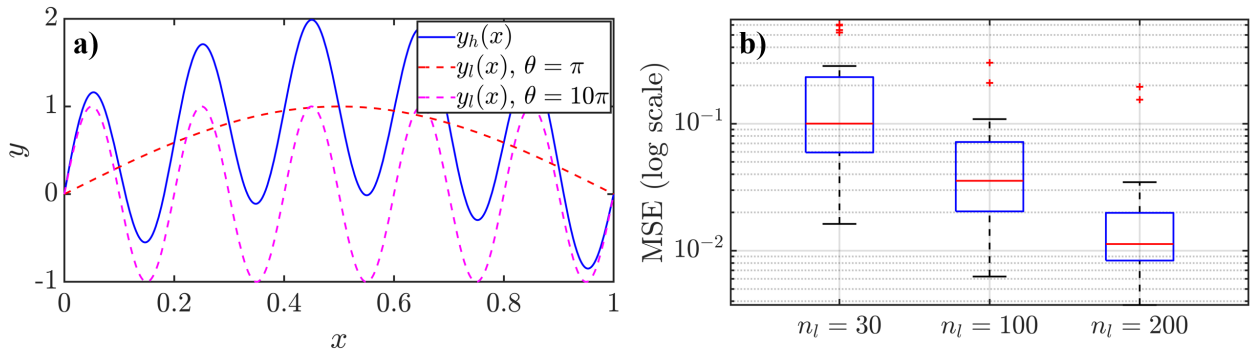 a)
2
1
0
-1
y
y_h(x)
y_l(x), θ = π
y_l(x), θ = 10π
0 0.2 0.4 0.6 0.8 1
x
b)
MSE (log scale)
10^{-1}
10^{-2}
n_l = 30 n_l = 100 n_l = 200